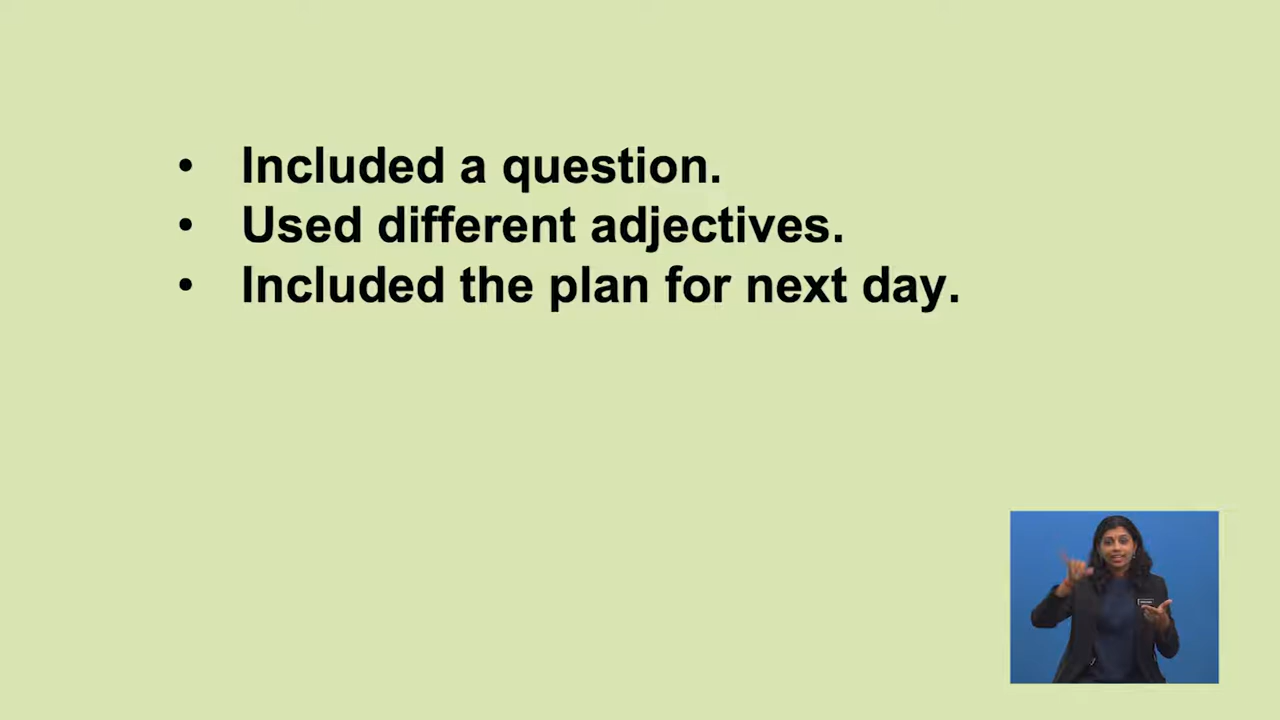 • Included a question.
• Used different adjectives.
• Included the plan for next day.